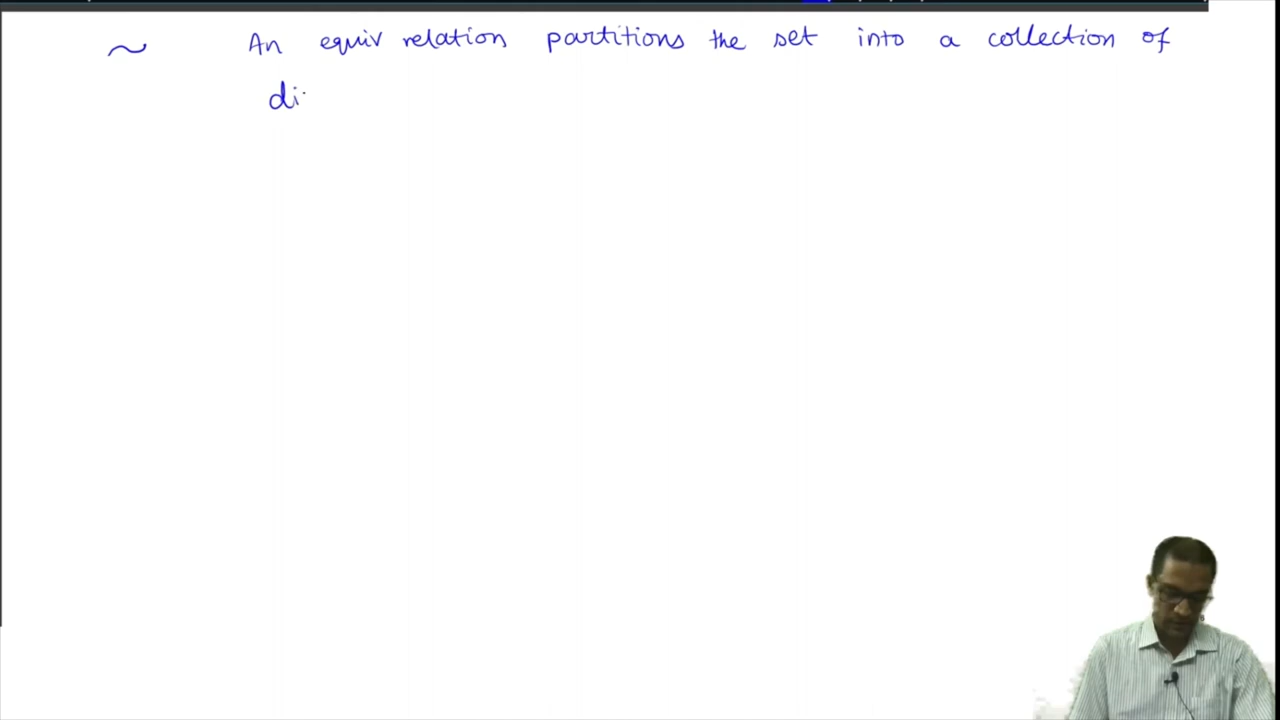 ~ An equiv relation partitions the set into a collection of
di